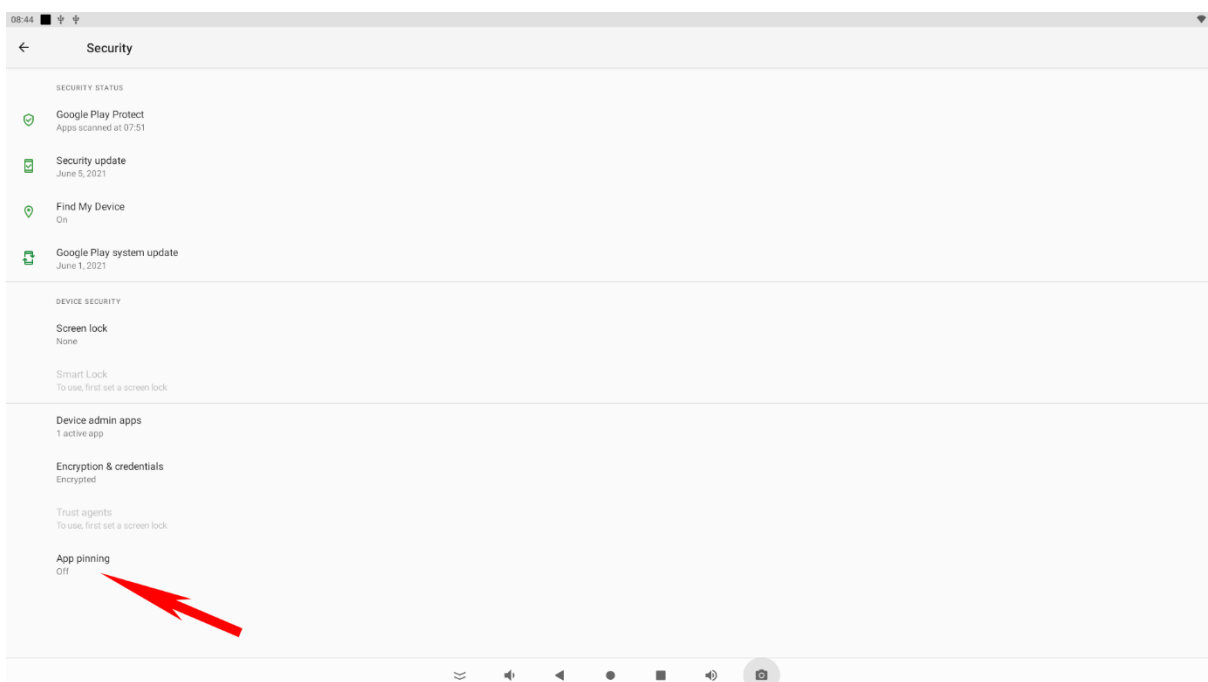 08:44
Security
SECURITY STATUS
Google Play Protect
Apps scanned at 07:51
Security update
June 5, 2021
Find My Device
On
Google Play system update
June 1, 2021
DEVICE SECURITY
Screen lock
None
Smart Lock
To use, first set a screen lock
Device admin apps
1 active app
Encryption & credentials
Encrypted
Trust agents
To use, first set a screen lock
App pinning
Off